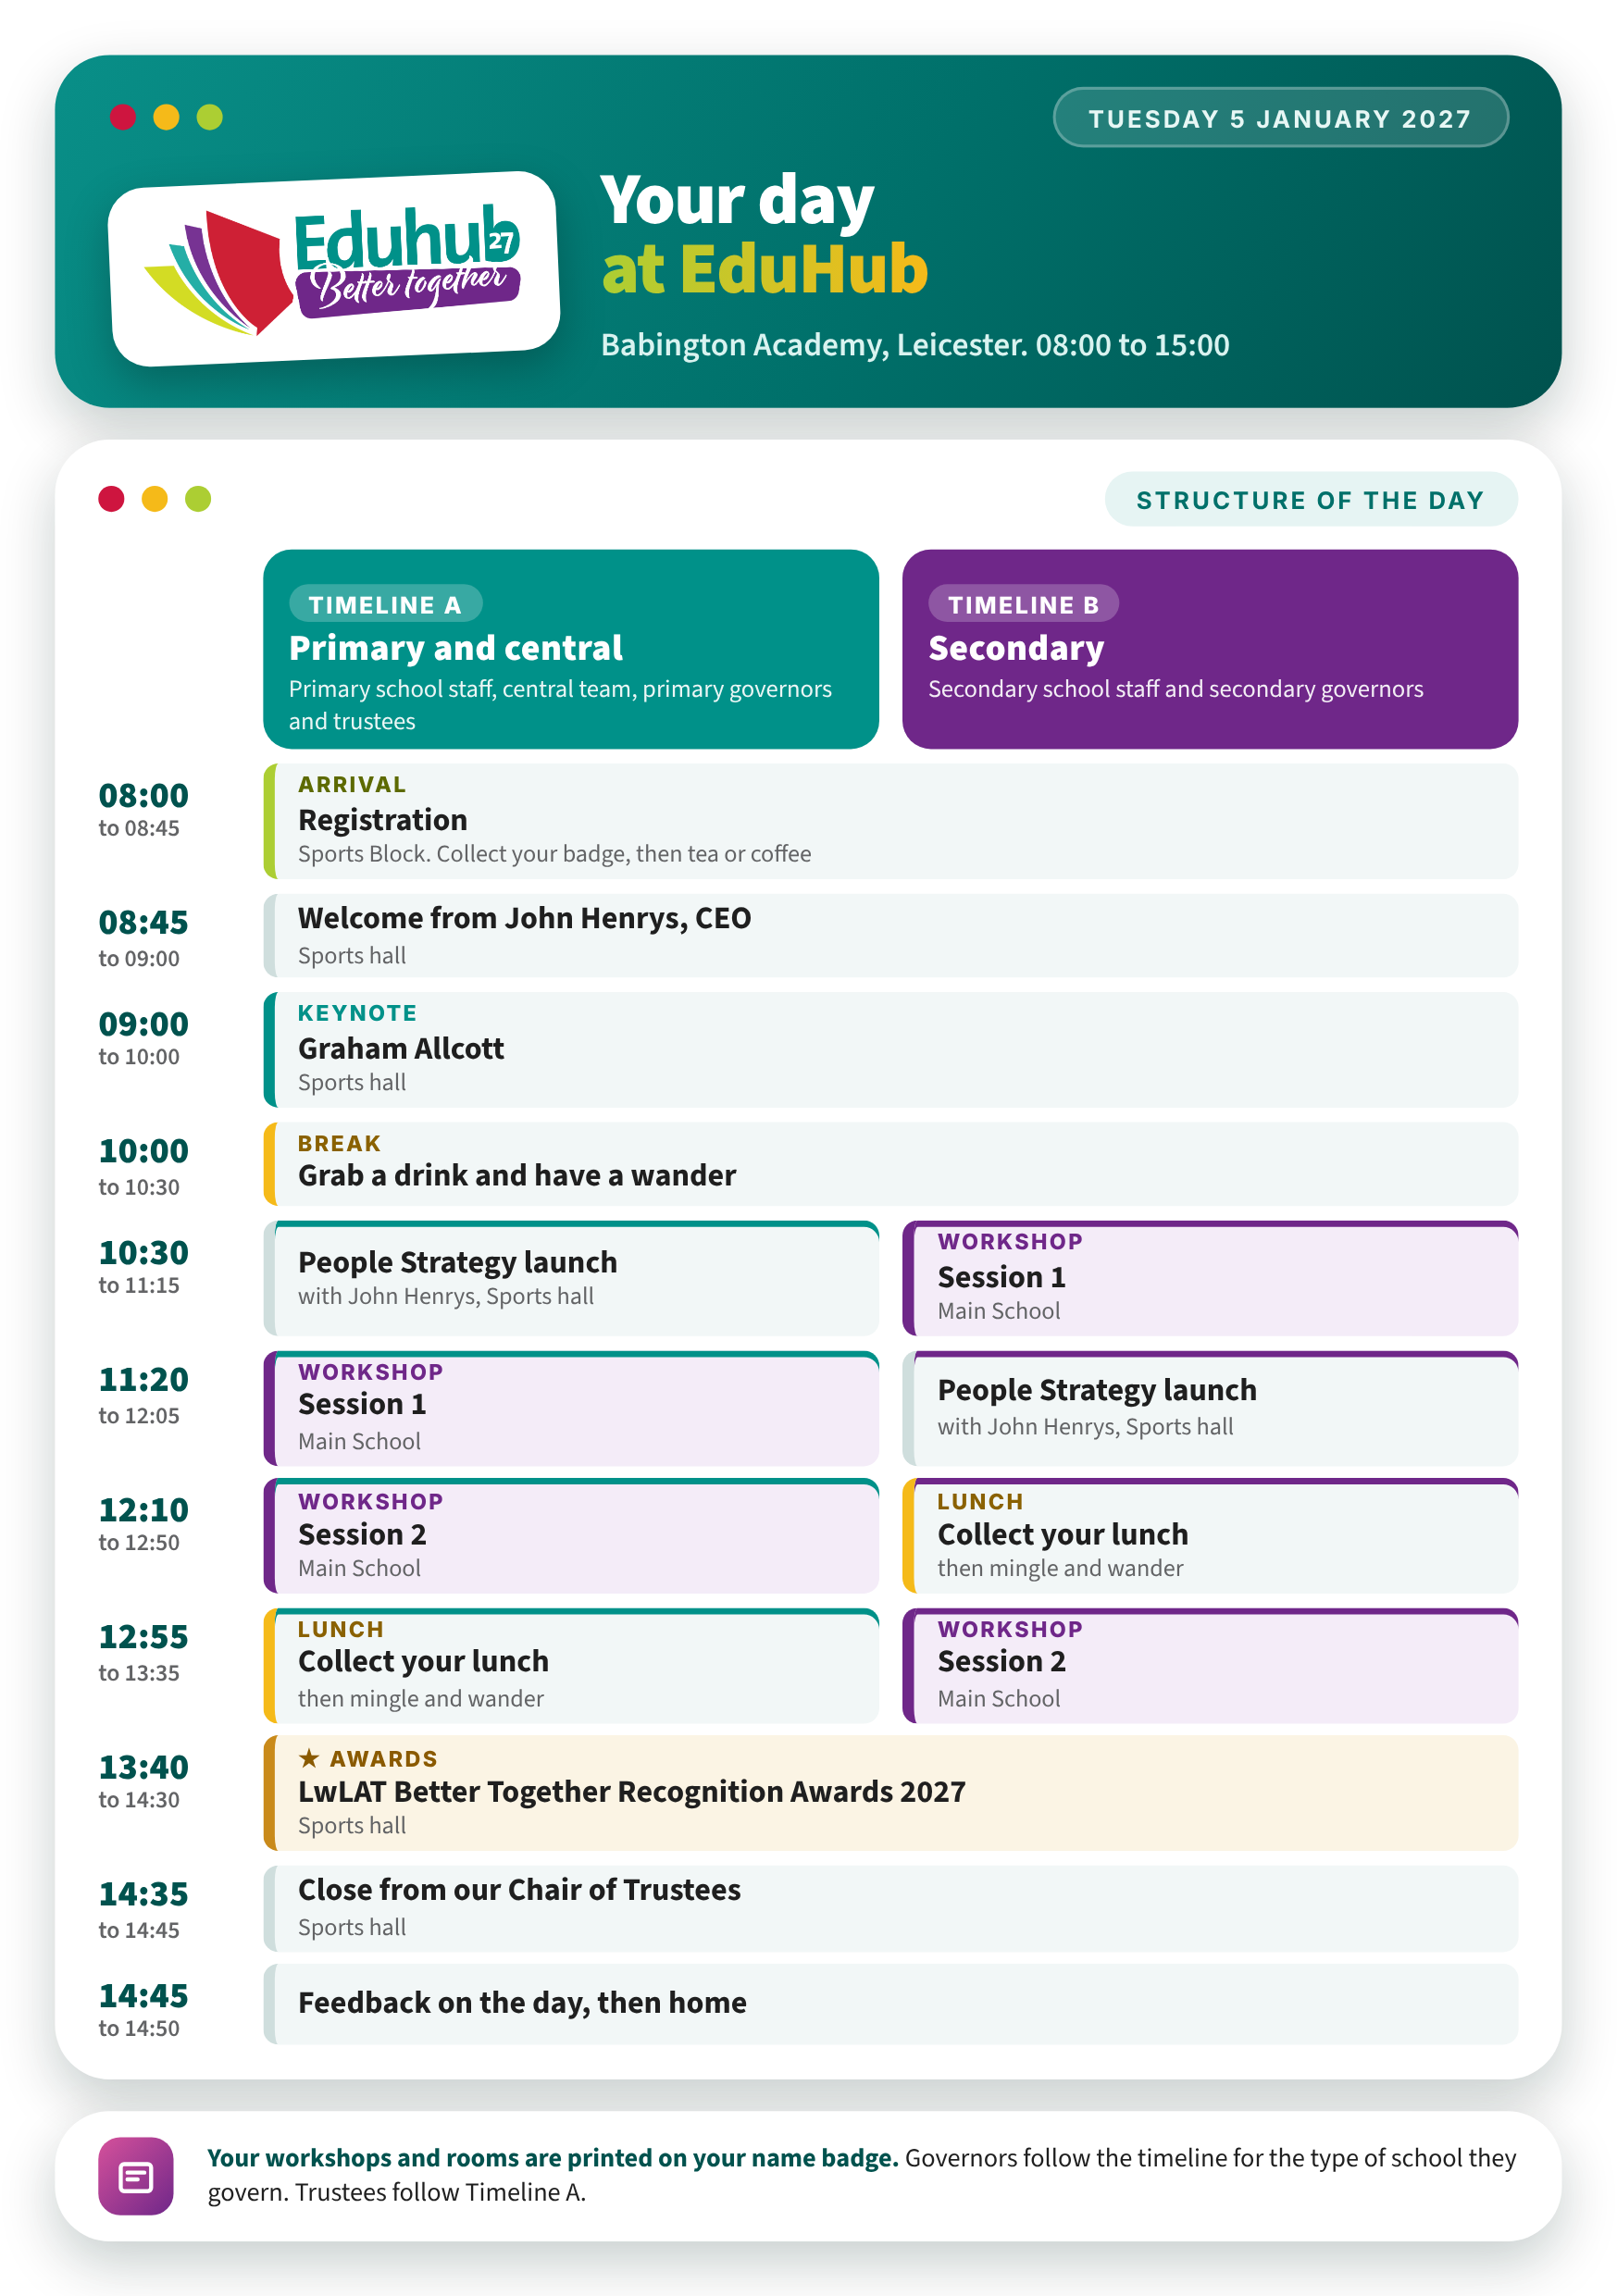 TUESDAY 5 JANUARY 2027
Eduhub
27
Better together
Your day
at EduHub
Babington Academy, Leicester. 08:00 to 15:00
STRUCTURE OF THE DAY
TIMELINE A
Primary and central
Primary school staff, central team, primary governors
and trustees
TIMELINE B
Secondary
Secondary school staff and secondary governors
08:00
to 08:45
ARRIVAL
Registration
Sports Block. Collect your badge, then tea or coffee
08:45
to 09:00
Welcome from John Henrys, CEO
Sports hall
09:00
to 10:00
KEYNOTE
Graham Allcott
Sports hall
10:00
to 10:30
BREAK
Grab a drink and have a wander
10:30
to 11:15
People Strategy launch
with John Henrys, Sports hall
WORKSHOP
Session 1
Main School
11:20
to 12:05
WORKSHOP
Session 1
Main School
People Strategy launch
with John Henrys, Sports hall
12:10
to 12:50
WORKSHOP
Session 2
Main School
LUNCH
Collect your lunch
then mingle and wander
12:55
to 13:35
LUNCH
Collect your lunch
then mingle and wander
WORKSHOP
Session 2
Main School
13:40
to 14:30
★ AWARDS
LwLAT Better Together Recognition Awards 2027
Sports hall
14:35
to 14:45
Close from our Chair of Trustees
Sports hall
14:45
to 14:50
Feedback on the day, then home
Your workshops and rooms are printed on your name badge. Governors follow the timeline for the type of school they
govern. Trustees follow Timeline A.